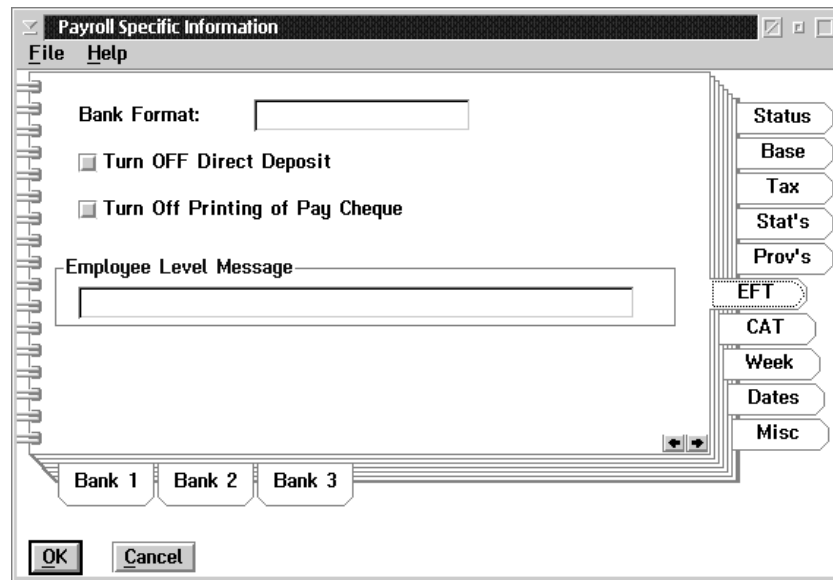 Payroll Specific Information
File Help
Bank Format:
Turn OFF Direct Deposit
Turn Off Printing of Pay Cheque
Employee Level Message
Status
Base
Tax
Stat's
Prov's
EFT
CAT
Week
Dates
Misc
Bank 1 Bank 2 Bank 3
OK Cancel